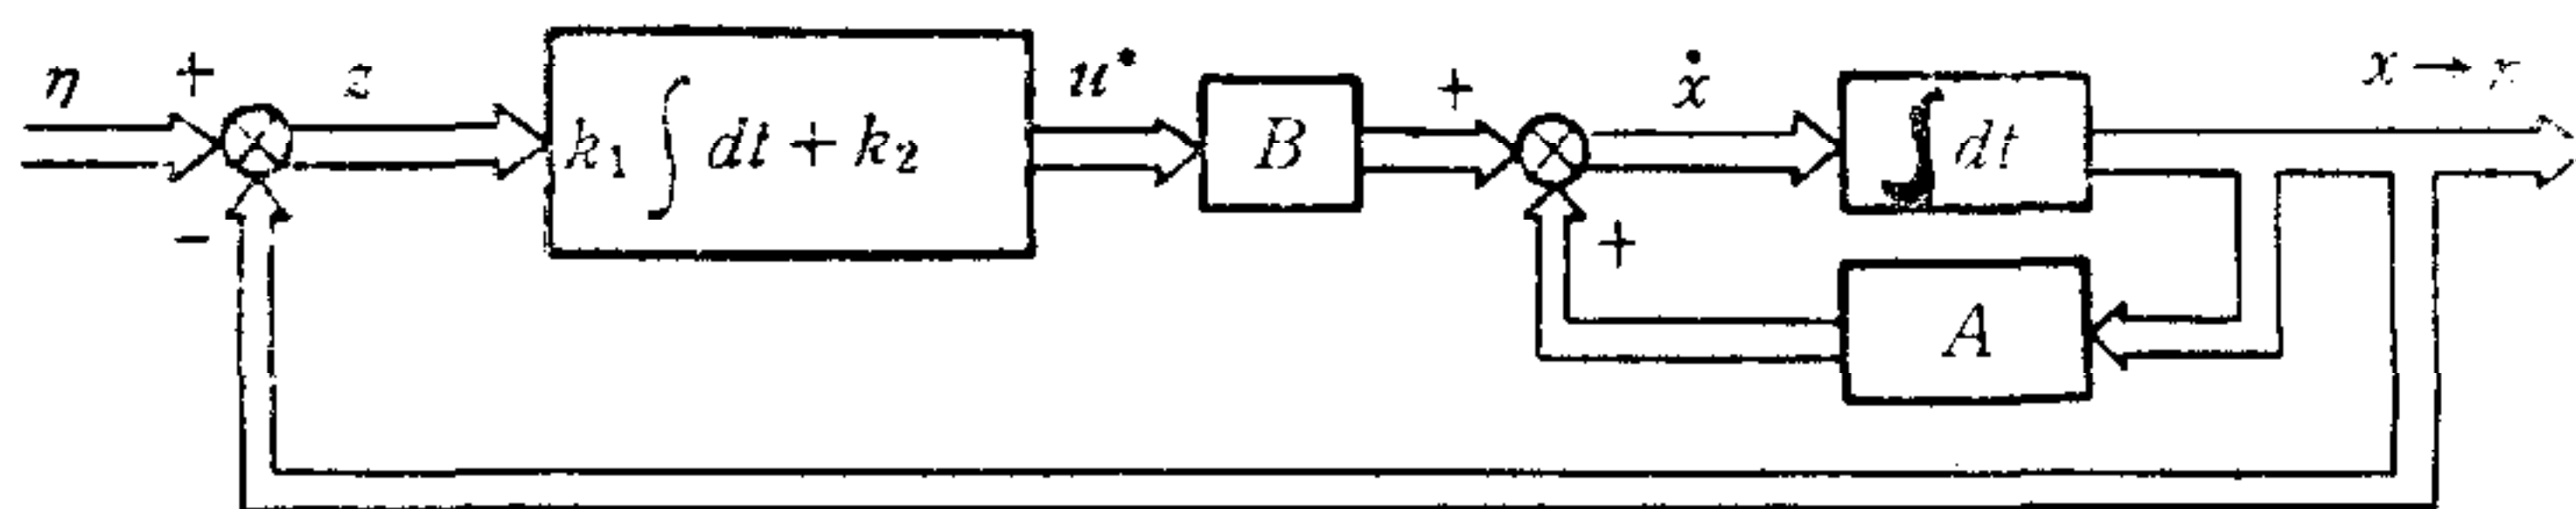 η + z k₁ ∫ dt + k₂ u* B + ẋ ∫ dt x →
− + A